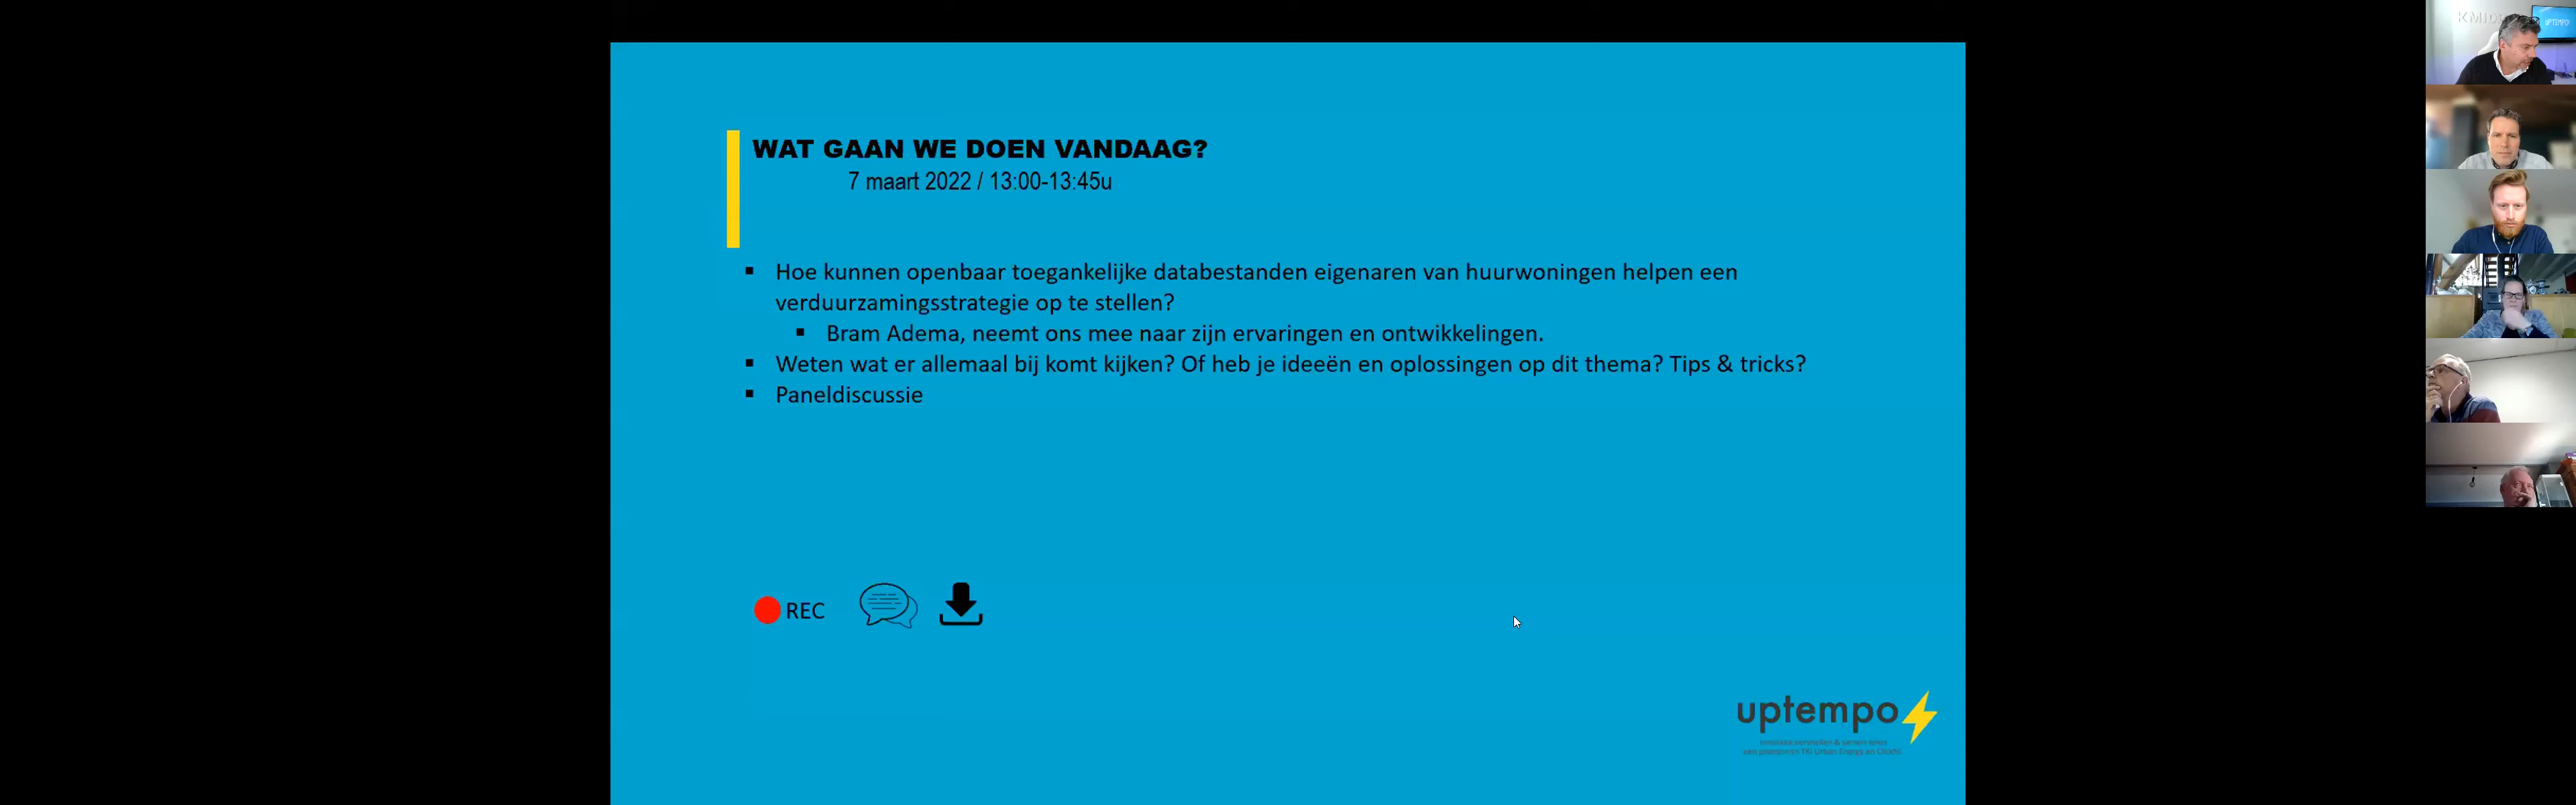 WAT GAAN WE DOEN VANDAAG?
7 maart 2022 / 13:00-13:45u
Hoe kunnen openbaar toegankelijke databestanden eigenaren van huurwoningen helpen een
verduurzamingsstrategie op te stellen?
Bram Adema, neemt ons mee naar zijn ervaringen en ontwikkelingen.
Weten wat er allemaal bij komt kijken? Of heb je ideeën en oplossingen op dit thema? Tips & tricks?
Paneldiscussie
REC
uptempo
UPTEMPO